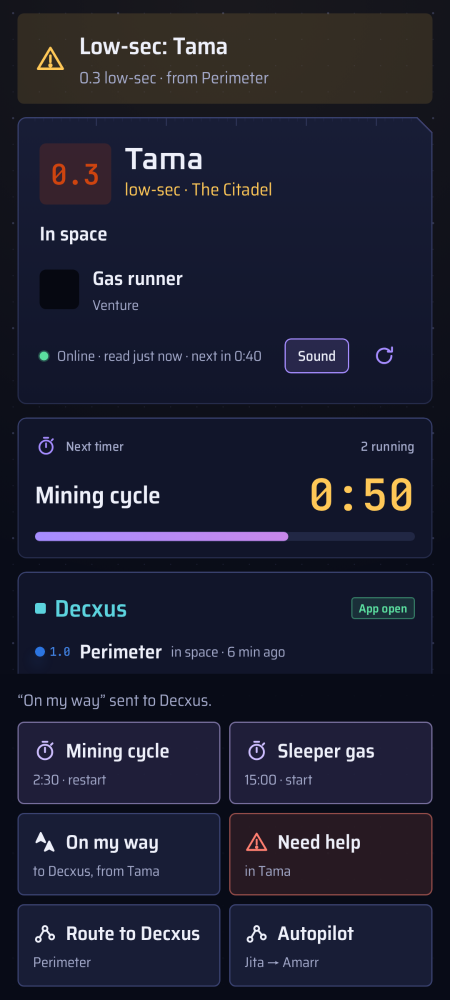 Low-sec: Tama
0.3 low-sec · from Perimeter
0.3
Tama
low-sec · The Citadel
In space
Gas runner
Venture
Online · read just now · next in 0:40
Sound
Next timer
2 running
Mining cycle
0:50
Decxus
App open
1.0 Perimeter in space · 6 min ago
“On my way” sent to Decxus.
Mining cycle
2:30 · restart
Sleeper gas
15:00 · start
On my way
to Decxus, from Tama
Need help
in Tama
Route to Decxus
Perimeter
Autopilot
Jita → Amarr